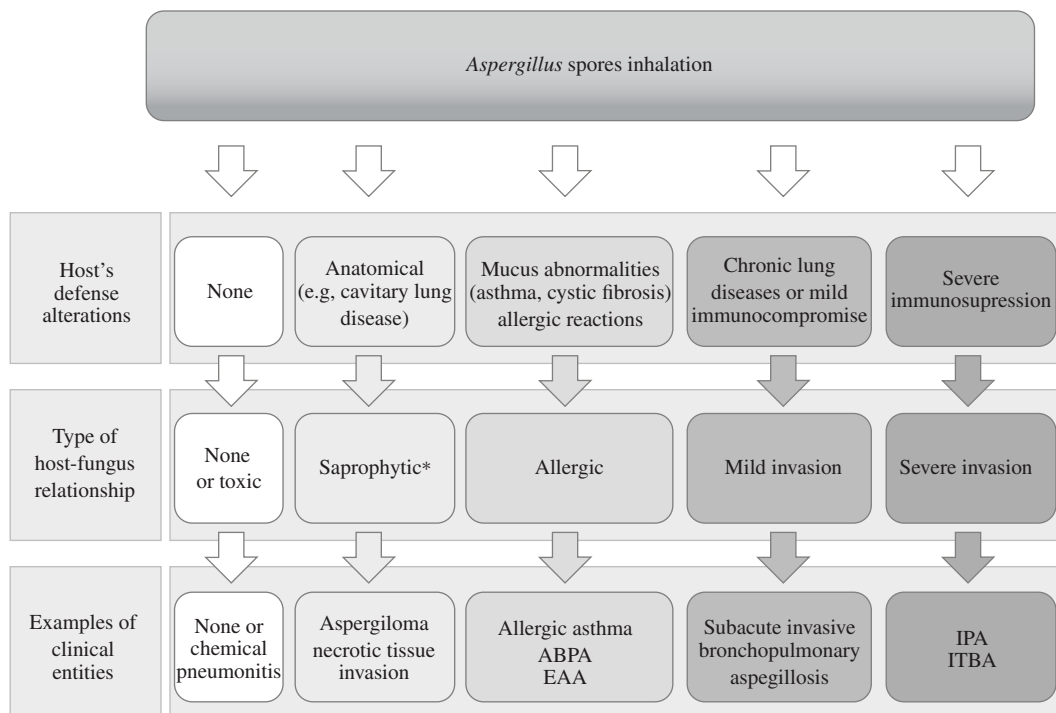 Aspergillus spores inhalation
Host's
defense
alterations
None
Anatomical
(e.g, cavitary lung
disease)
Mucus abnormalities
(asthma, cystic fibrosis)
allergic reactions
Chronic lung
diseases or mild
immunocompromise
Severe
immunosupression
Type of
host-fungus
relationship
None
or toxic
Saprophytic*
Allergic
Mild invasion
Severe invasion
Examples of
clinical
entities
None or
chemical
pneumonitis
Aspergiloma
necrotic tissue
invasion
Allergic asthma
ABPA
EAA
Subacute invasive
bronchopulmonary
aspegillosis
IPA
ITBA